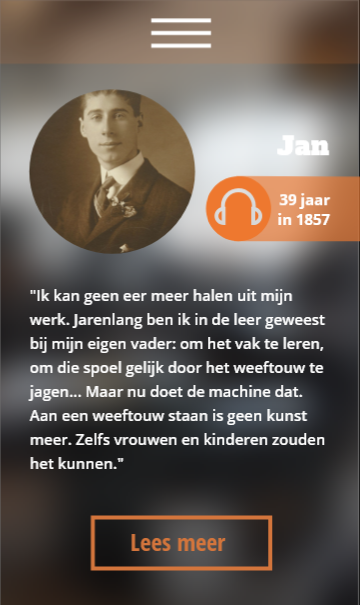 Jan
39 jaar
in 1857
"Ik kan geen eer meer halen uit mijn
werk. Jarenlang ben ik in de leer geweest
bij mijn eigen vader: om het vak te leren,
om die spoel gelijk door het weeftouw te
jagen... Maar nu doet de machine dat.
Aan een weeftouw staan is geen kunst
meer. Zelfs vrouwen en kinderen zouden
het kunnen."
Lees meer